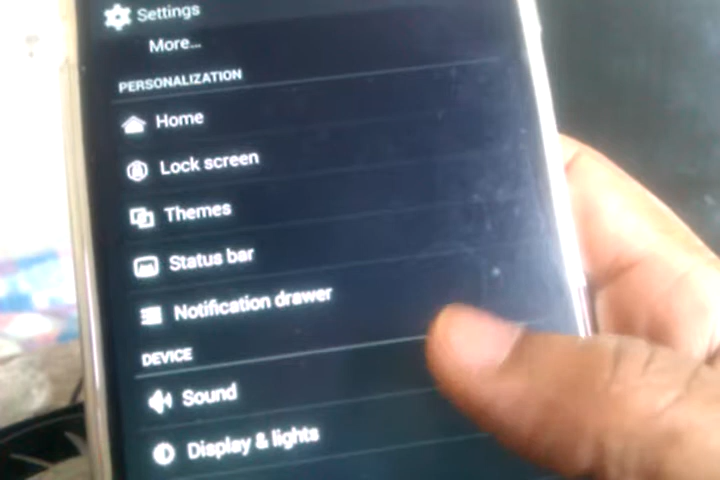 Settings
More...
PERSONALIZATION
Home
Lock screen
Themes
Status bar
Notification drawer
DEVICE
Sound
Display & lights